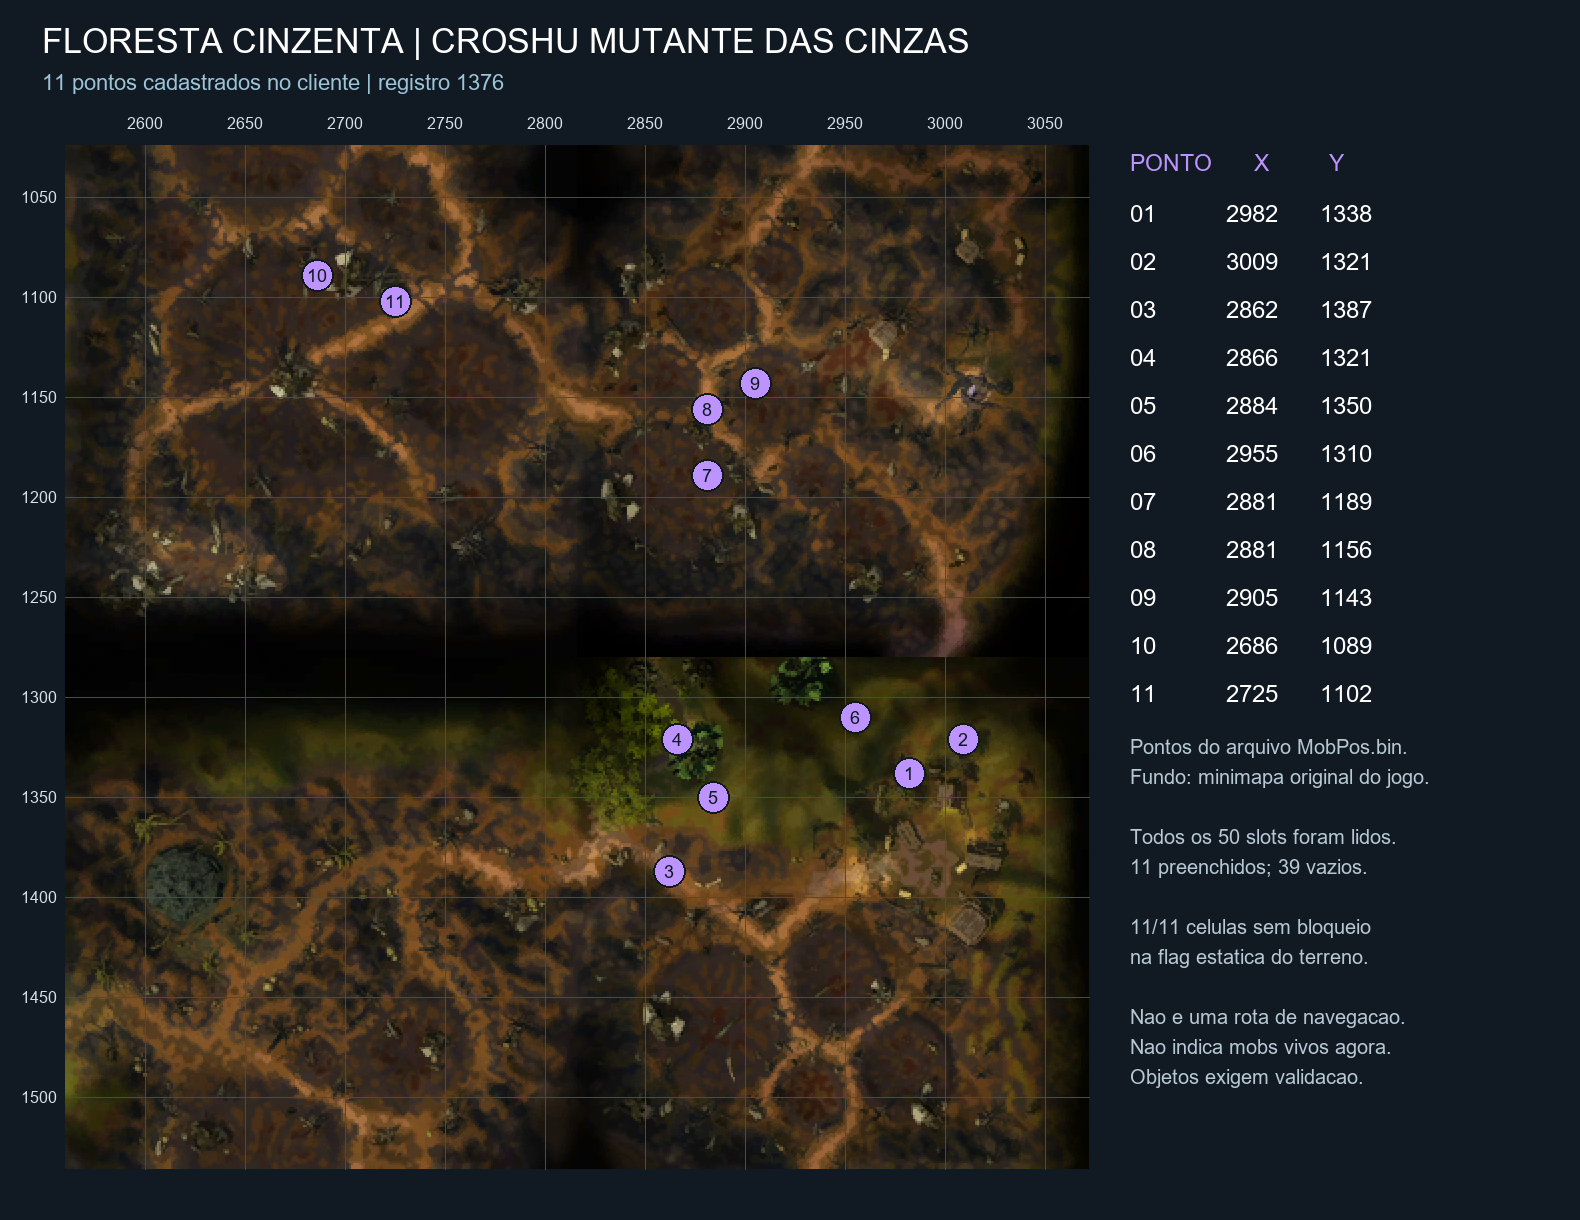 FLORESTA CINZENTA | CROSHU MUTANTE DAS CINZAS
11 pontos cadastrados no cliente | registro 1376
2600 2650 2700 2750 2800 2850 2900 2950 3000 3050
1050
1100
1150
1200
1250
1300
1350
1400
1450
1500
10
11
9
8
7
6
4
2
1
5
3
PONTO X Y
01 2982 1338
02 3009 1321
03 2862 1387
04 2866 1321
05 2884 1350
06 2955 1310
07 2881 1189
08 2881 1156
09 2905 1143
10 2686 1089
11 2725 1102
Pontos do arquivo MobPos.bin.
Fundo: minimapa original do jogo.
Todos os 50 slots foram lidos.
11 preenchidos; 39 vazios.
11/11 celulas sem bloqueio
na flag estatica do terreno.
Nao e uma rota de navegacao.
Nao indica mobs vivos agora.
Objetos exigem validacao.